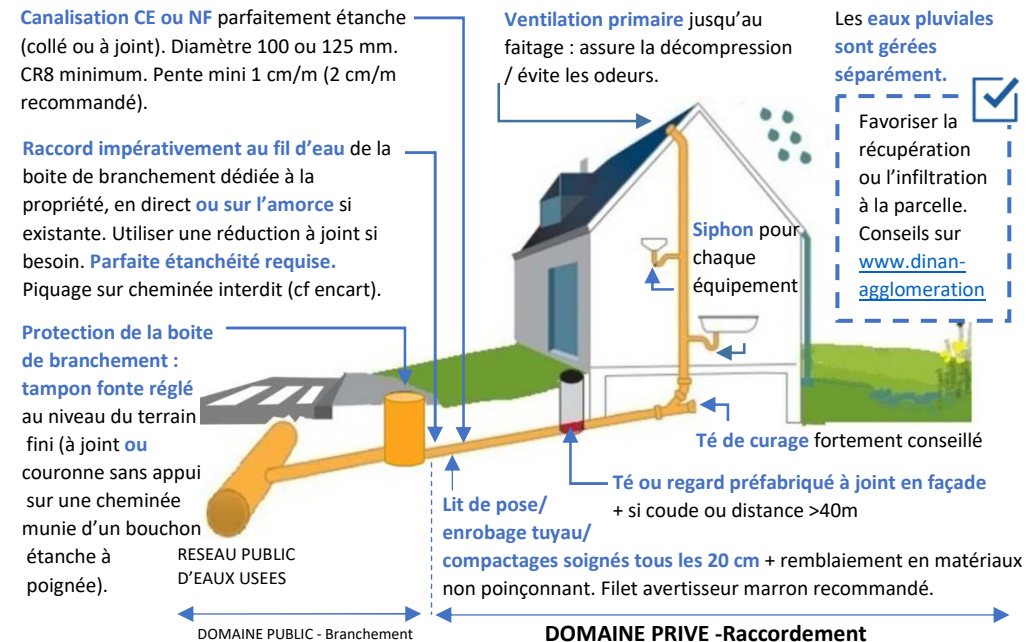 Canalisation CE ou NF parfaitement étanche
(collé ou à joint). Diamètre 100 ou 125 mm.
CR8 minimum. Pente mini 1 cm/m (2 cm/m
recommandé).
Raccord impérativement au fil d'eau de la
boite de branchement dédiée à la
propriété, en direct ou sur l'amorce si
existante. Utiliser une réduction à joint si
besoin. Parfaite étanchéité requise.
Piquage sur cheminée interdit (cf encart).
Protection de la boite
de branchement :
tampon fonte réglé
au niveau du terrain
fini (à joint ou
couronne sans appui
sur une cheminée
munie d'un bouchon
étanche à
poignée).
Ventilation primaire jusqu'au
faitage : assure la décompression
/ évite les odeurs.
Les eaux pluviales
sont gérées
séparément.
Favoriser la
récupération
ou l'infiltration
à la parcelle.
Conseils sur
www.dinan-
agglomeration
Siphon pour
chaque
équipement
Té de curage fortement conseillé
Té ou regard préfabriqué à joint en façade
+ si coude ou distance >40m
Lit de pose/
enrobage tuyau/
compactages soignés tous les 20 cm + remblaiement en matériaux
non poinçonnant. Filet avertisseur marron recommandé.
RESEAU PUBLIC
D'EAUX USEES
DOMAINE PUBLIC - Branchement
DOMAINE PRIVE -Raccordement